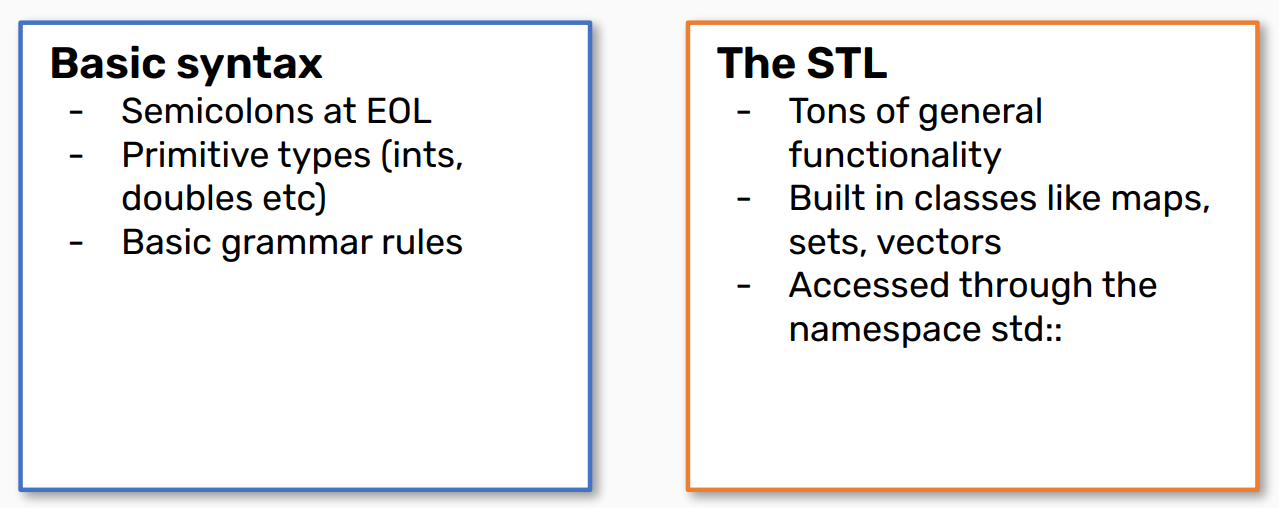 Basic syntax
- Semicolons at EOL
- Primitive types (ints,
doubles etc)
- Basic grammar rules
The STL
- Tons of general
functionality
- Built in classes like maps,
sets, vectors
- Accessed through the
namespace std::